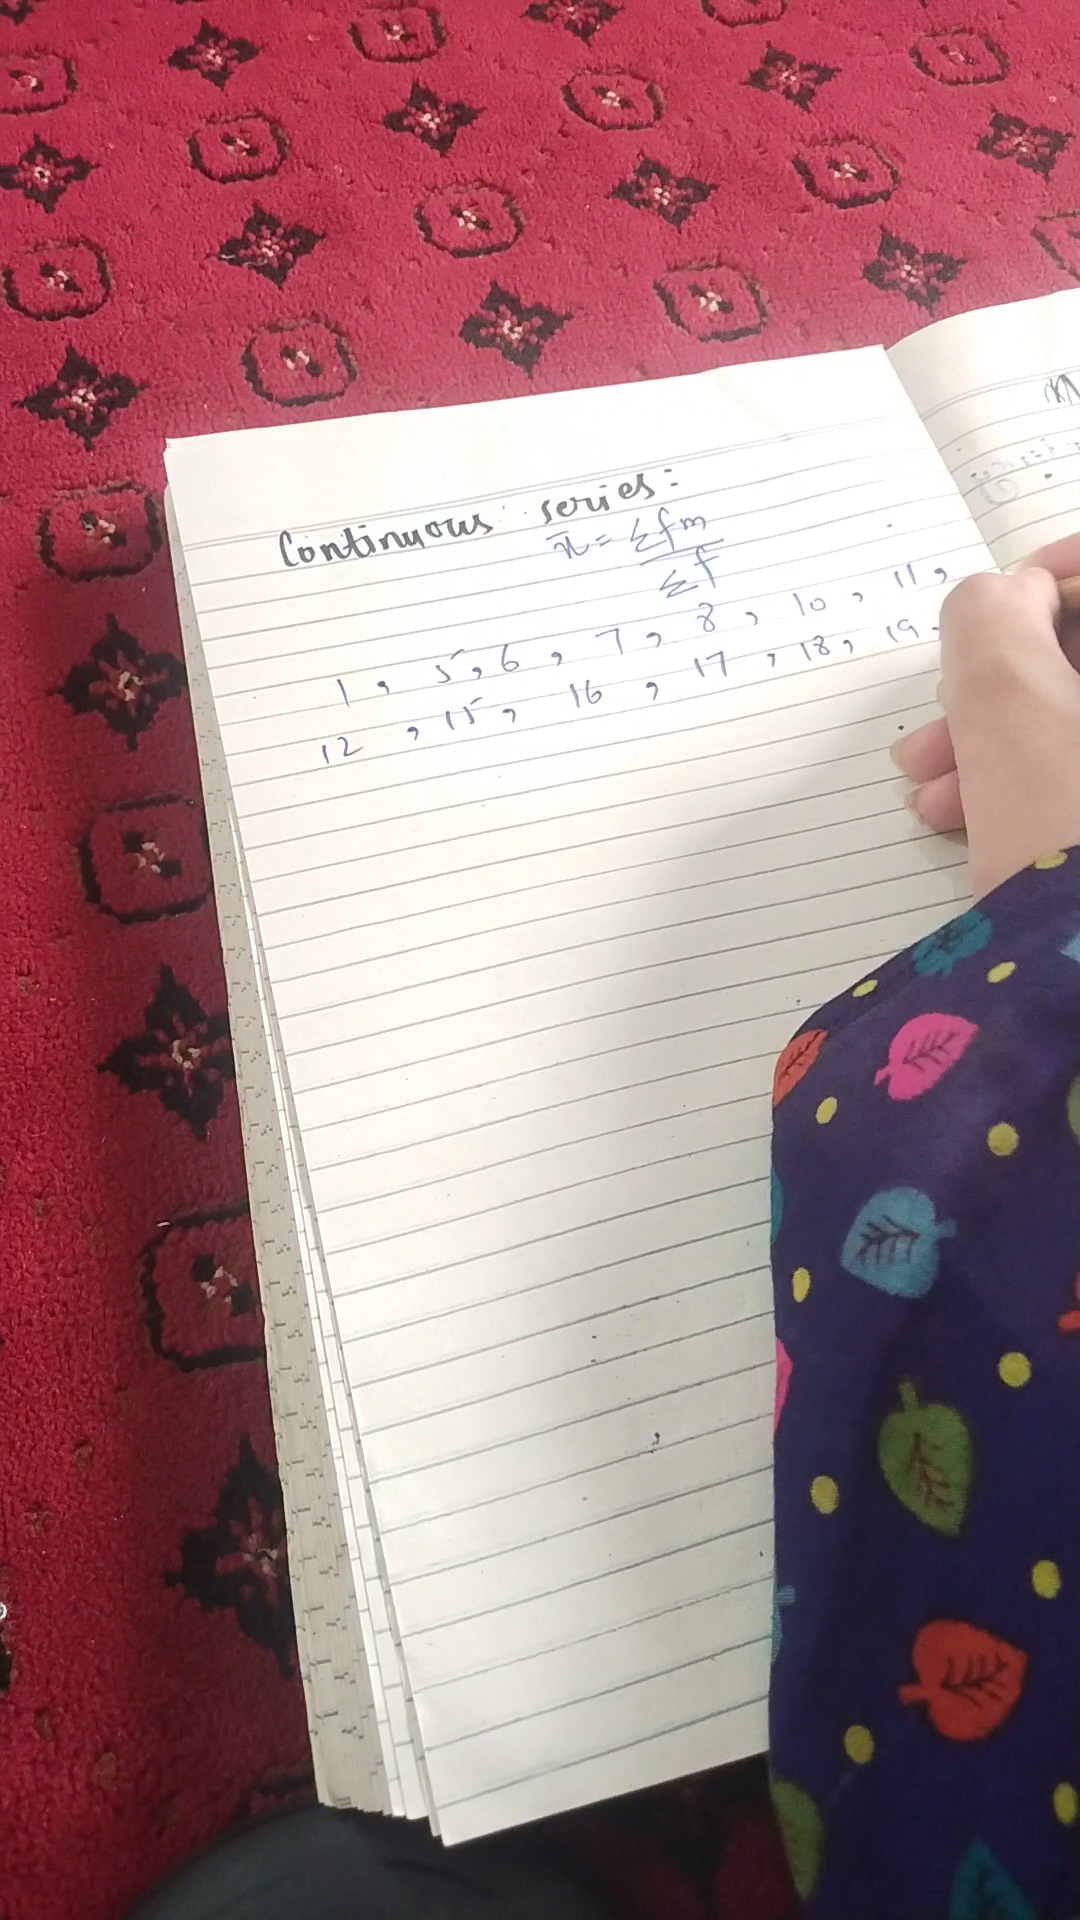 Continuous series:
x̄ = Σfm
Σf
1, 5, 6, 7, 8, 10, 11,
12, 15, 16, 17, 18, 19.